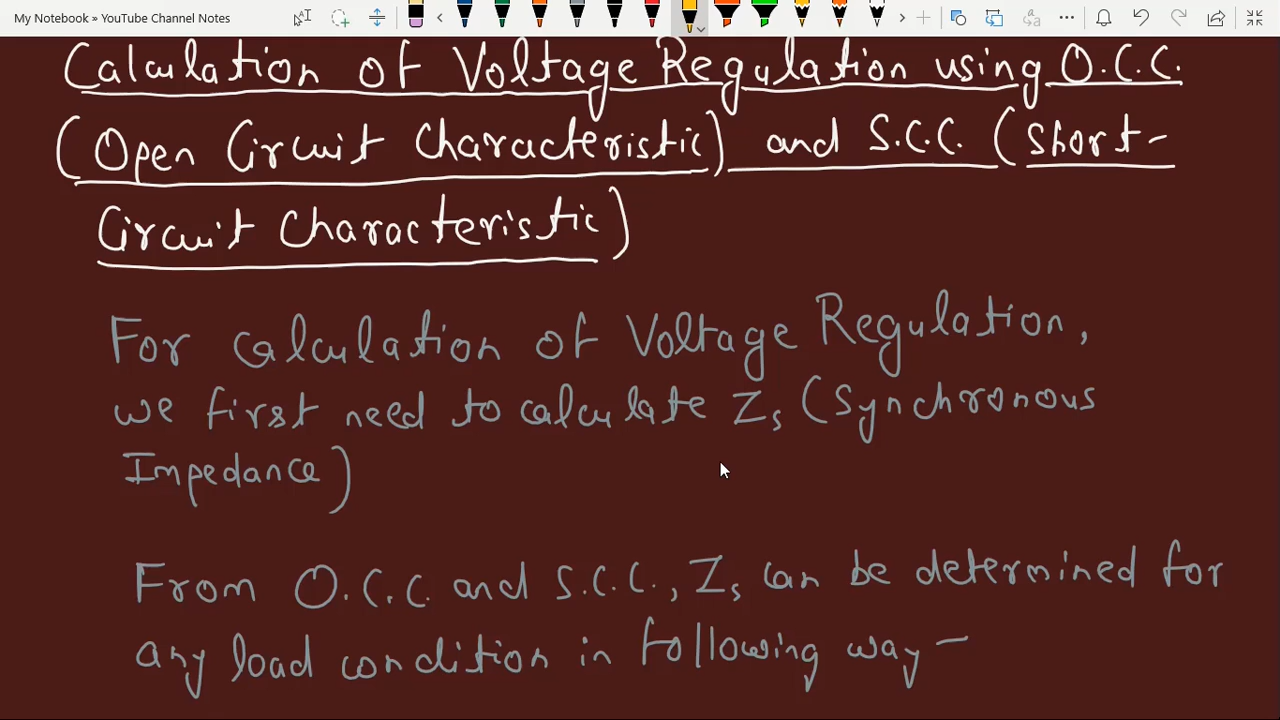 My Notebook » YouTube Channel Notes
Calculation of Voltage Regulation using O.C.C.
(Open Circuit Characteristic) and S.C.C. (Short-
Circuit Characteristic)
For Calculation of Voltage Regulation,
we first need to calculate Zs (Synchronous
Impedance)
From O.C.C. and S.C.C., Zs can be determined for
any load condition in following way-